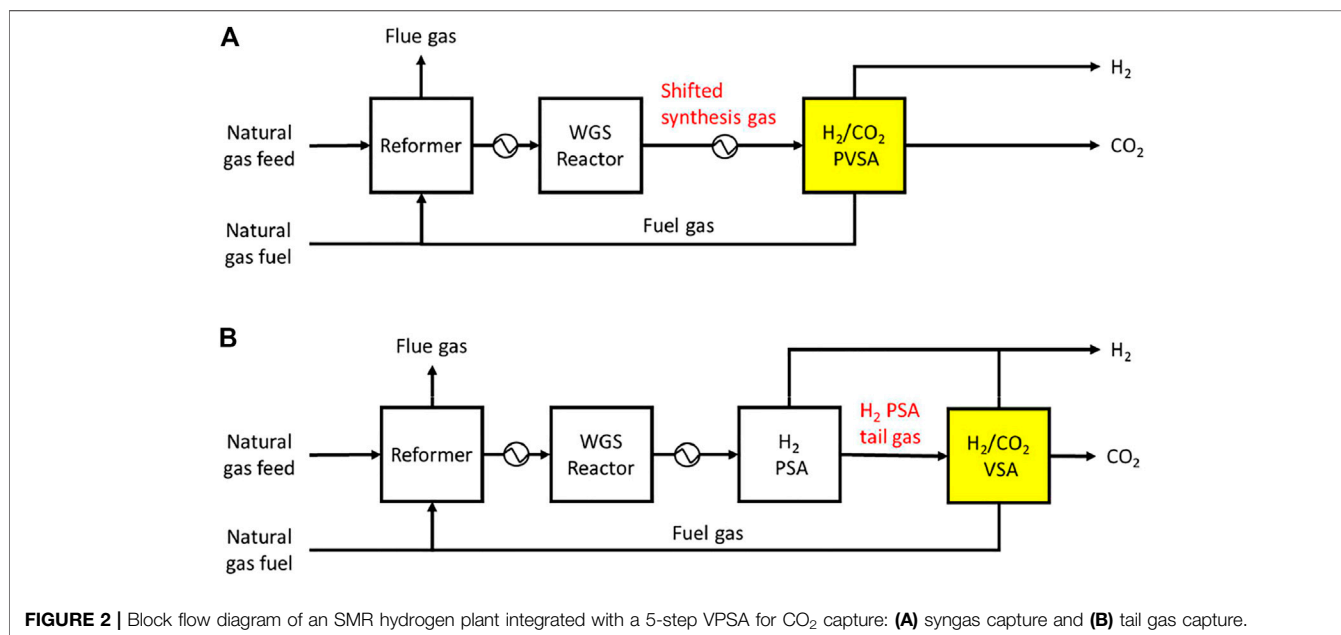 A
Flue gas
H₂
Shifted
synthesis gas
Natural
gas feed
Reformer
WGS
Reactor
H₂/CO₂
PVSA
CO₂
Fuel gas
Natural
gas fuel
B
Flue gas
H₂
H₂ PSA
tail gas
Natural
gas feed
Reformer
WGS
Reactor
H₂
PSA
H₂/CO₂
VSA
CO₂
Fuel gas
Natural
gas fuel
FIGURE 2 | Block flow diagram of an SMR hydrogen plant integrated with a 5-step VPSA for CO₂ capture: (A) syngas capture and (B) tail gas capture.